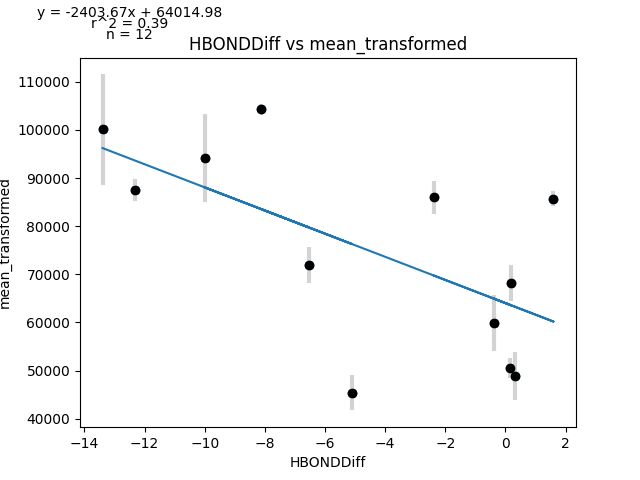 y = -2403.67x + 64014.98
r^2 = 0.39
n = 12
HBONDDiff vs mean_transformed
110000
100000
90000
80000
70000
60000
50000
40000
mean_transformed
−14
−12
−10
−8
−6
−4
−2
0
2
HBONDDiff